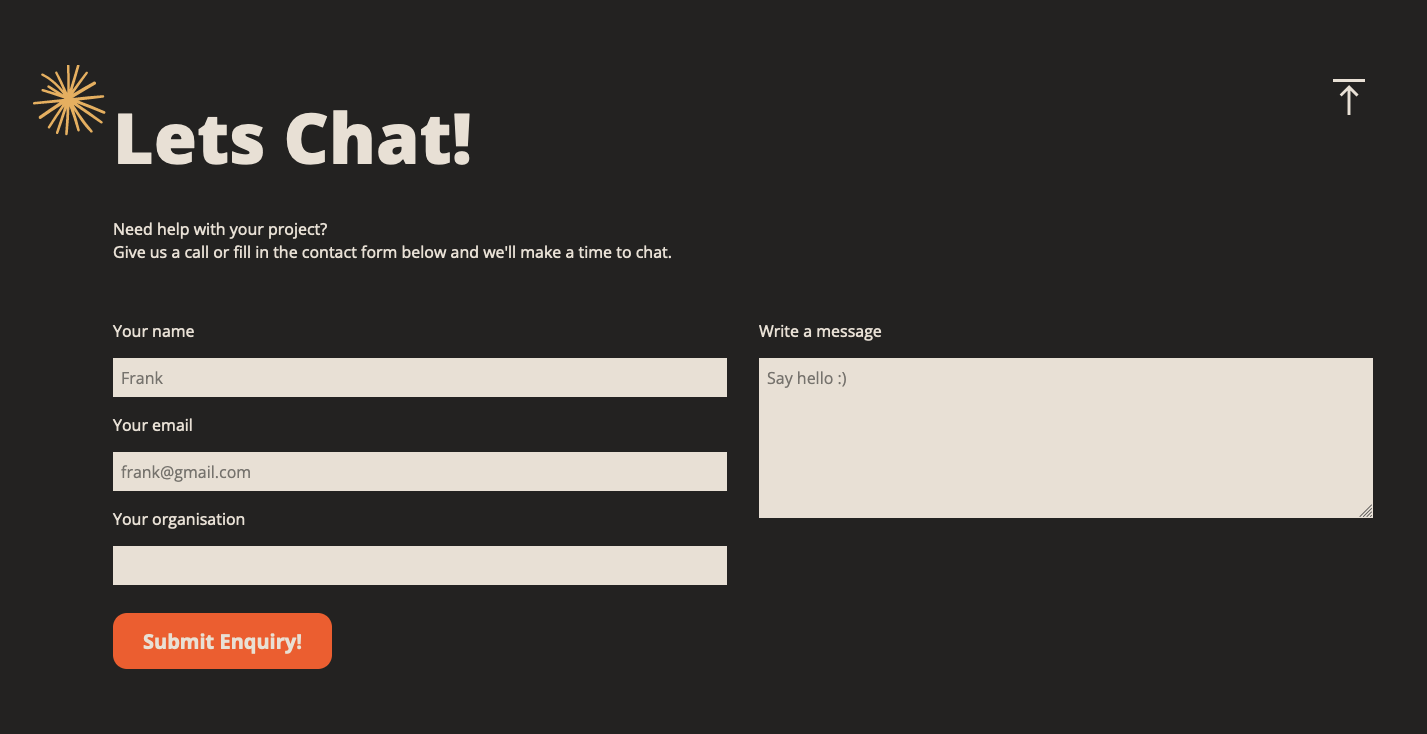 Lets Chat!
Need help with your project?
Give us a call or fill in the contact form below and we'll make a time to chat.
Your name
Frank
Your email
frank@gmail.com
Your organisation
Write a message
Say hello :)
Submit Enquiry!